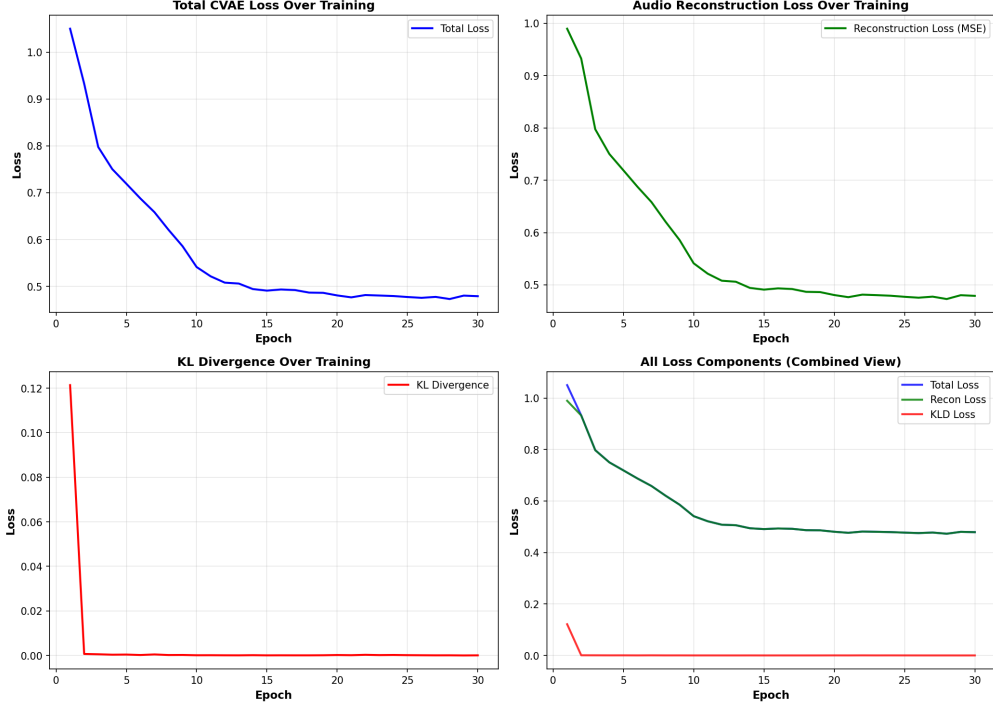 Total CVAE Loss Over Training
1.0
0.9
0.8
0.7
0.6
0.5
Loss
Total Loss
0 5 10 15 20 25 30
Epoch
Audio Reconstruction Loss Over Training
1.0
0.9
0.8
0.7
0.6
0.5
Loss
Reconstruction Loss (MSE)
0 5 10 15 20 25 30
Epoch
KL Divergence Over Training
0.12
0.10
0.08
0.06
0.04
0.02
0.00
Loss
KL Divergence
0 5 10 15 20 25 30
Epoch
All Loss Components (Combined View)
1.0
0.8
0.6
0.4
0.2
0.0
Loss
Total Loss
Recon Loss
KLD Loss
0 5 10 15 20 25 30
Epoch